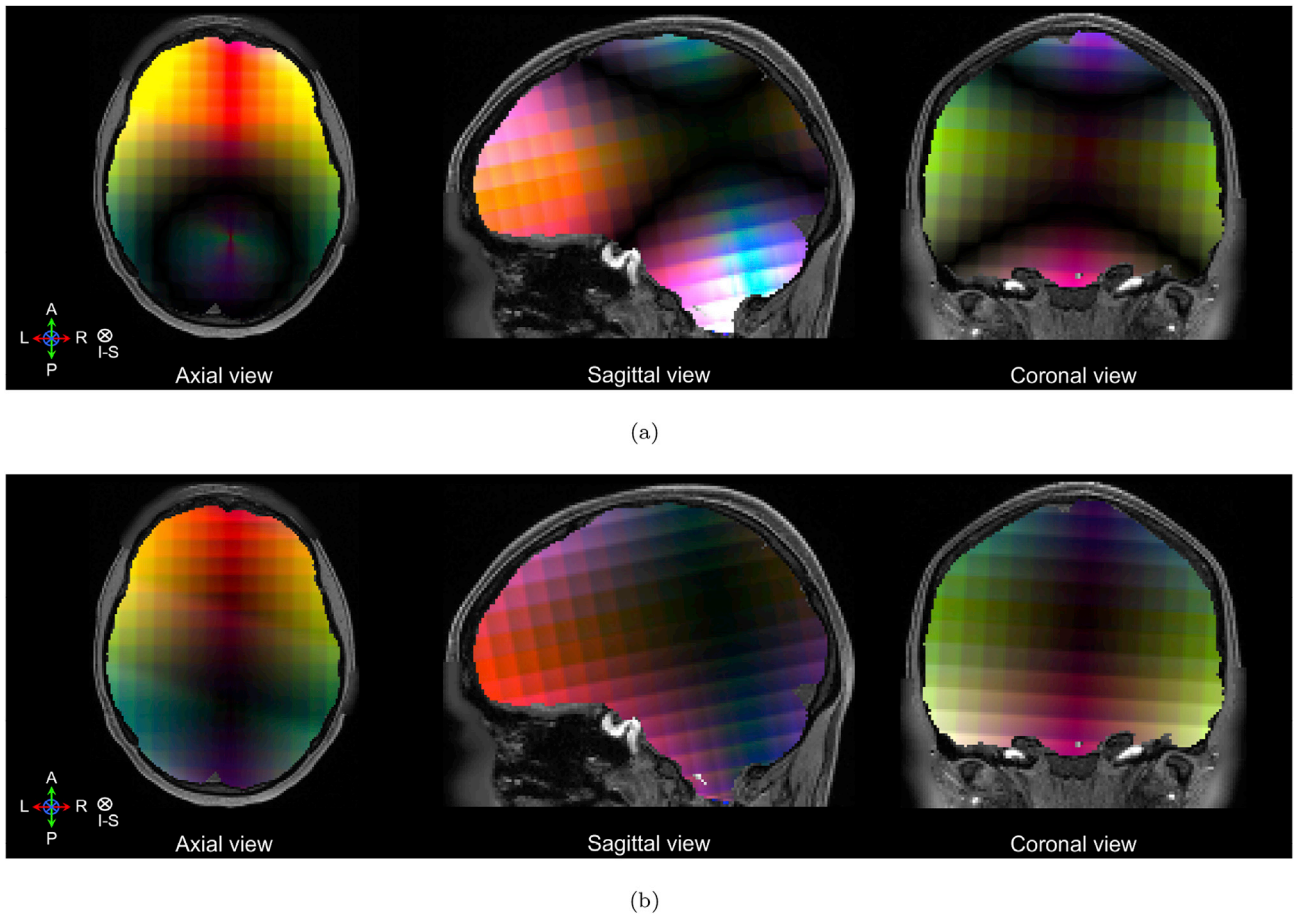 A
L R
I-S
P
Axial view
Sagittal view
Coronal view
(a)
A
L R
I-S
P
Axial view
Sagittal view
Coronal view
(b)